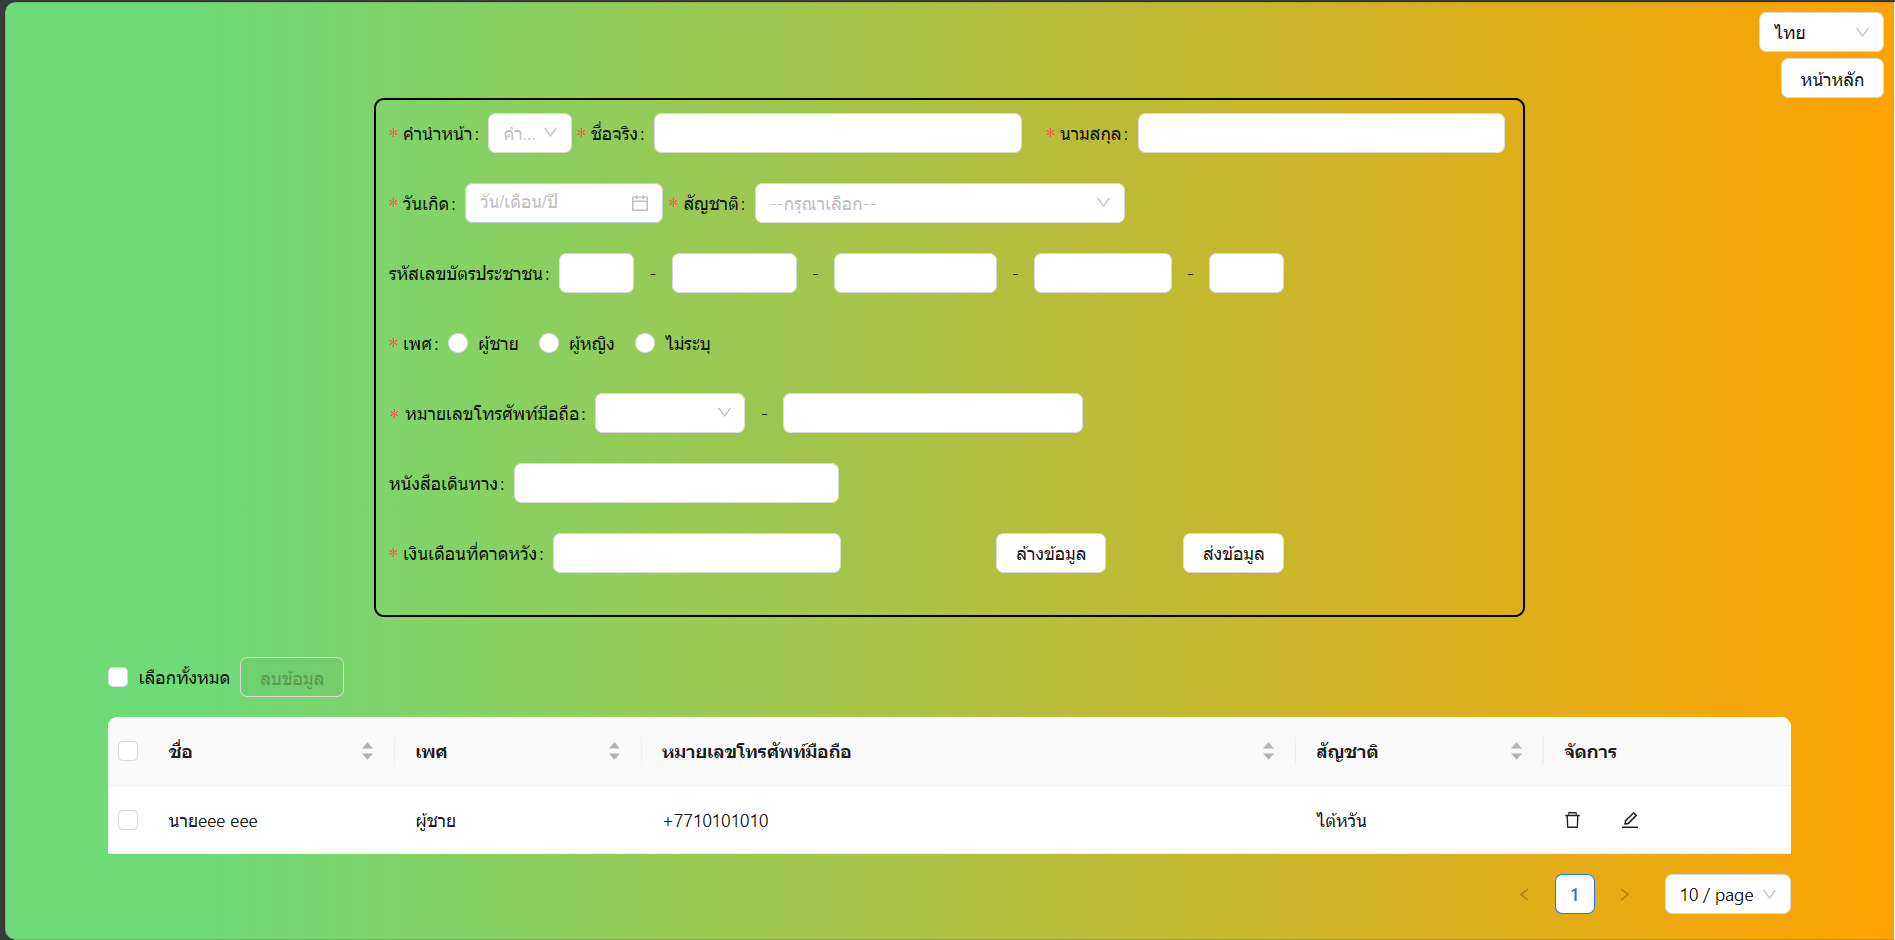 ไทย
หน้าหลัก
* คำนำหน้า: คำ... * ชื่อจริง: * นามสกุล:
* วันเกิด: วัน/เดือน/ปี * สัญชาติ: --กรุณาเลือก--
รหัสเลขบัตรประชาชน: - - - -
* เพศ: ผู้ชาย ผู้หญิง ไม่ระบุ
* หมายเลขโทรศัพท์มือถือ: -
หนังสือเดินทาง:
* เงินเดือนที่คาดหวัง: ล้างข้อมูล ส่งข้อมูล
เลือกทั้งหมด ลบข้อมูล
ชื่อ เพศ หมายเลขโทรศัพท์มือถือ สัญชาติ จัดการ
นายeee eee ผู้ชาย +7710101010 ไต้หวัน
< 1 > 10 / page